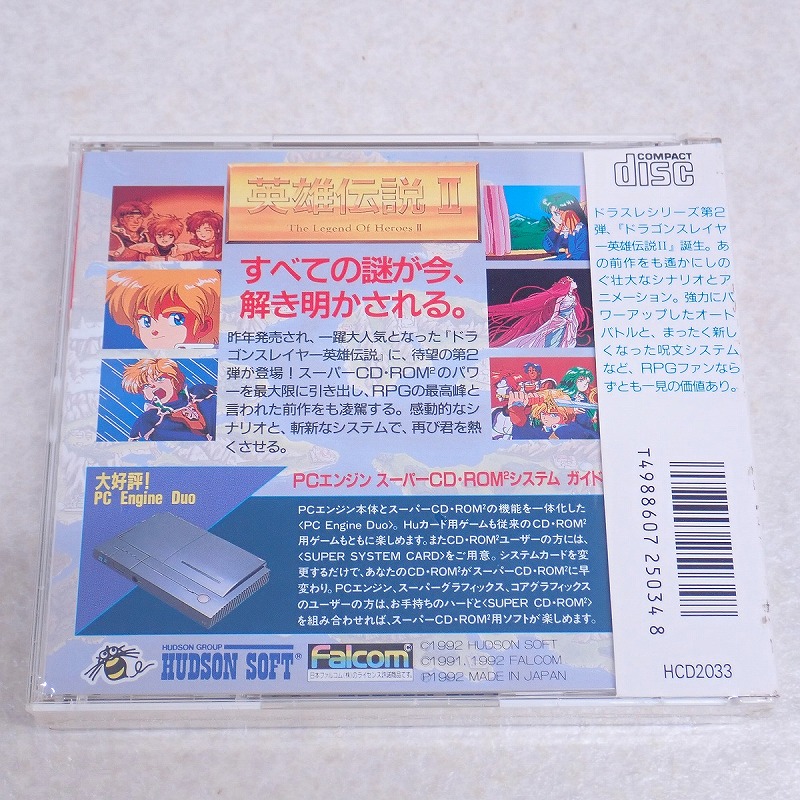 英雄伝説 II
The Legend Of Heroes II
すべての謎が今、
解き明かされる。
昨年発売され、一躍大人気となった『ドラ
ゴンスレイヤー英雄伝説』に、待望の第2
弾が登場！スーパーCD・ROM²のパワ
ーを最大限に引き出し、RPGの最高峰と
言われた前作をも凌駕する。感動的なシ
ナリオと、斬新なシステムで、再び君を熱
くさせる。
大好評！
PC Engine Duo
PCエンジン スーパーCD・ROM²システム ガイド
PCエンジン本体とスーパーCD・ROM²の機能を一体化した
〈PC Engine Duo〉。Huカード用ゲームも従来のCD・ROM²
用ゲームもともに楽しめます。またCD・ROM²ユーザーの方には、
〈SUPER SYSTEM CARD〉をご用意。システムカードを変
更するだけで、あなたのCD・ROM²がスーパーCD・ROM²に早
変わり。PCエンジン、スーパーグラフィックス、コアグラフィックス
のユーザーの方は、お手持ちのハードと〈SUPER CD・ROM²〉
を組み合わせれば、スーパーCD・ROM²用ソフトが楽しめます。
HUDSON GROUP
HUDSON SOFT®
Falcom
日本ファルコム(株)のライセンス許諾商品です。
©1992 HUDSON SOFT
©1991, 1992 FALCOM
℗1992 MADE IN JAPAN
COMPACT
disc
ドラスレシリーズ第2
弾、『ドラゴンスレイヤ
ー英雄伝説II』誕生。あ
の前作をも遙かにしの
ぐ壮大なシナリオとア
ニメーション。強力にパ
ワーアップしたオート
バトルと、まったく新し
くなった呪文システム
など、RPGファンなら
ずとも一見の価値あり。
T4988607 250348
HCD2033